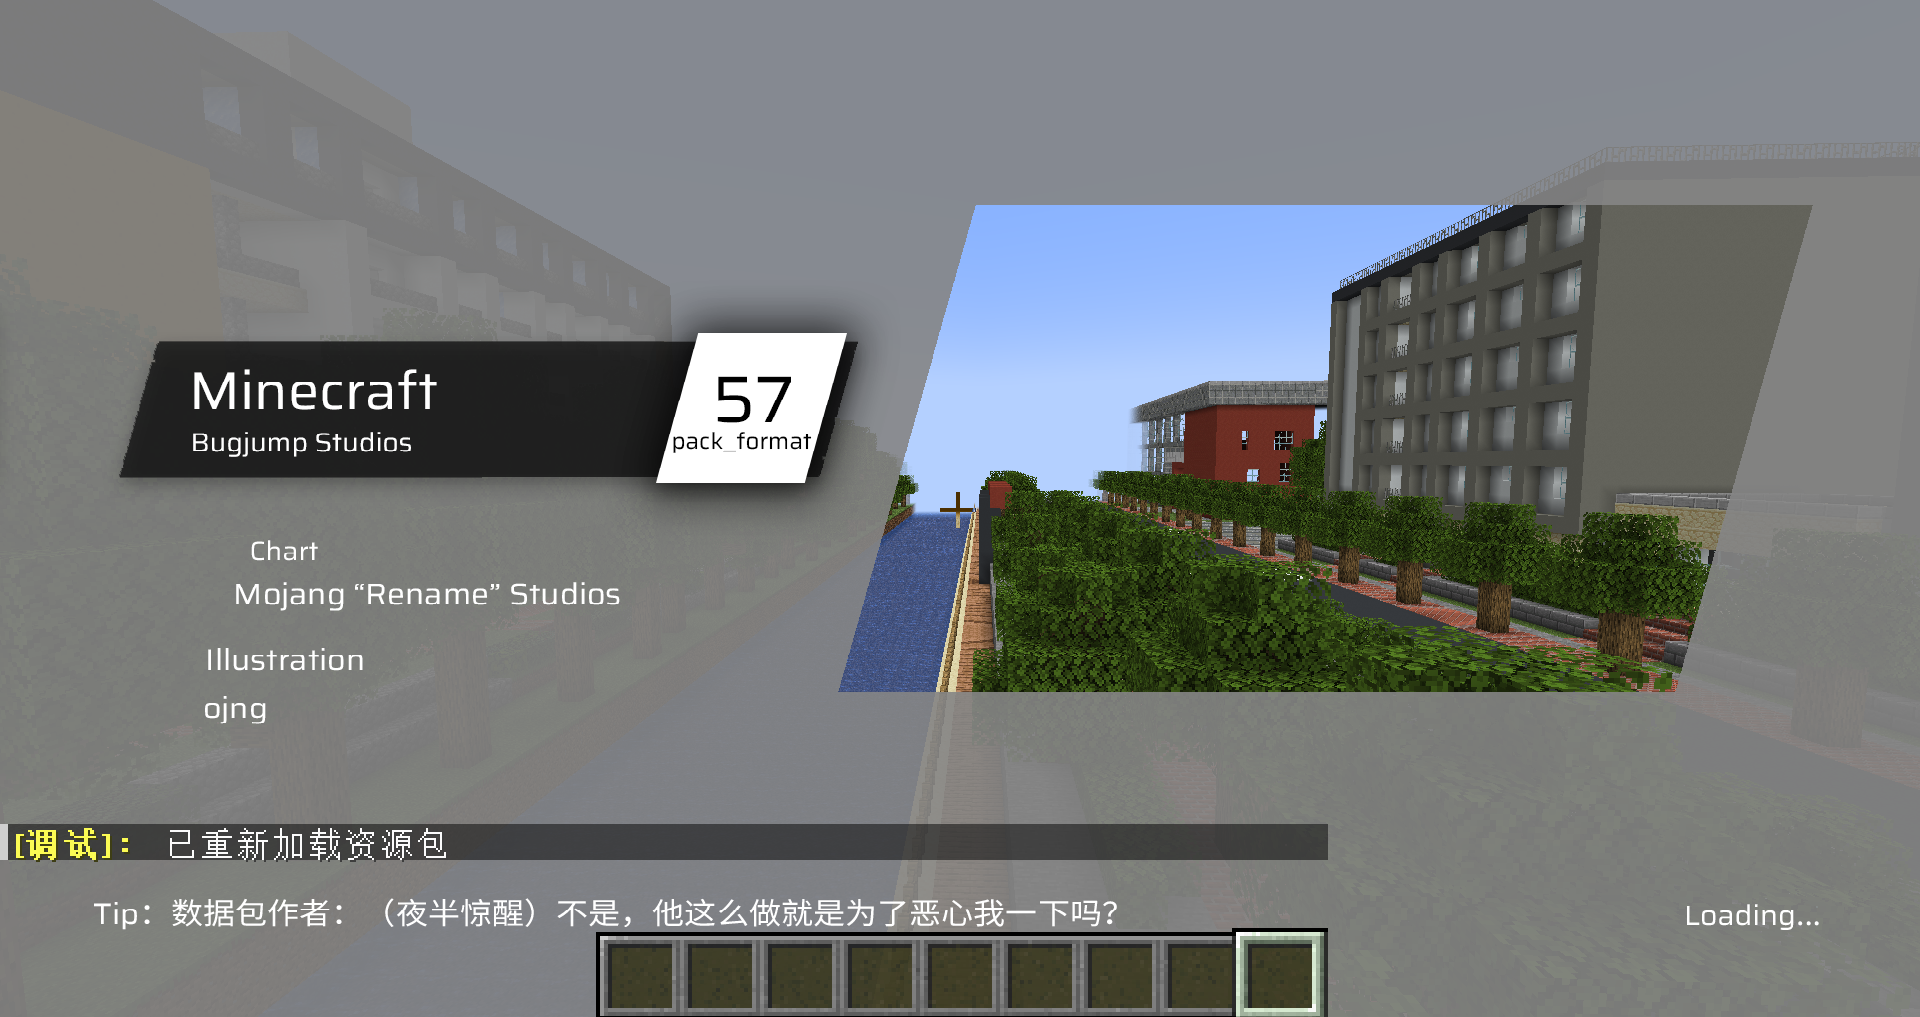 Minecraft
Bugjump Studios
57
pack_format
Chart
Mojang “Rename” Studios
Illustration
ojng
[调试]： 已重新加载资源包
Tip：数据包作者：（夜半惊醒）不是，他这么做就是为了恶心我一下吗？
Loading...